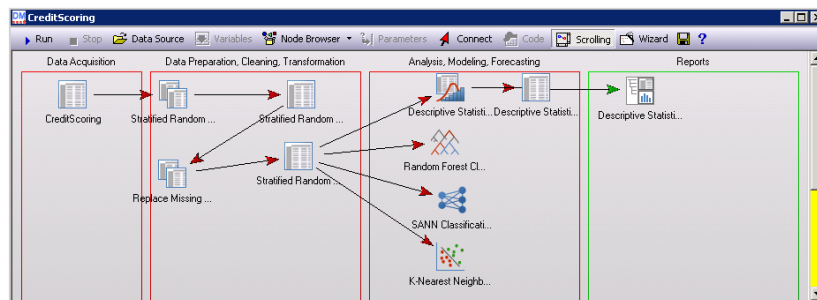 CreditScoring
Run Stop Data Source Variables Node Browser Parameters Connect Code Scrolling Wizard ?
Data Acquisition Data Preparation, Cleaning, Transformation Analysis, Modeling, Forecasting Reports
CreditScoring Stratified Random ... Stratified Random ... Descriptive Statisti... Descriptive Statisti... Descriptive Statisti...
Random Forest Cl...
Replace Missing ... Stratified Random ...
SANN Classificati...
K-Nearest Neighb...